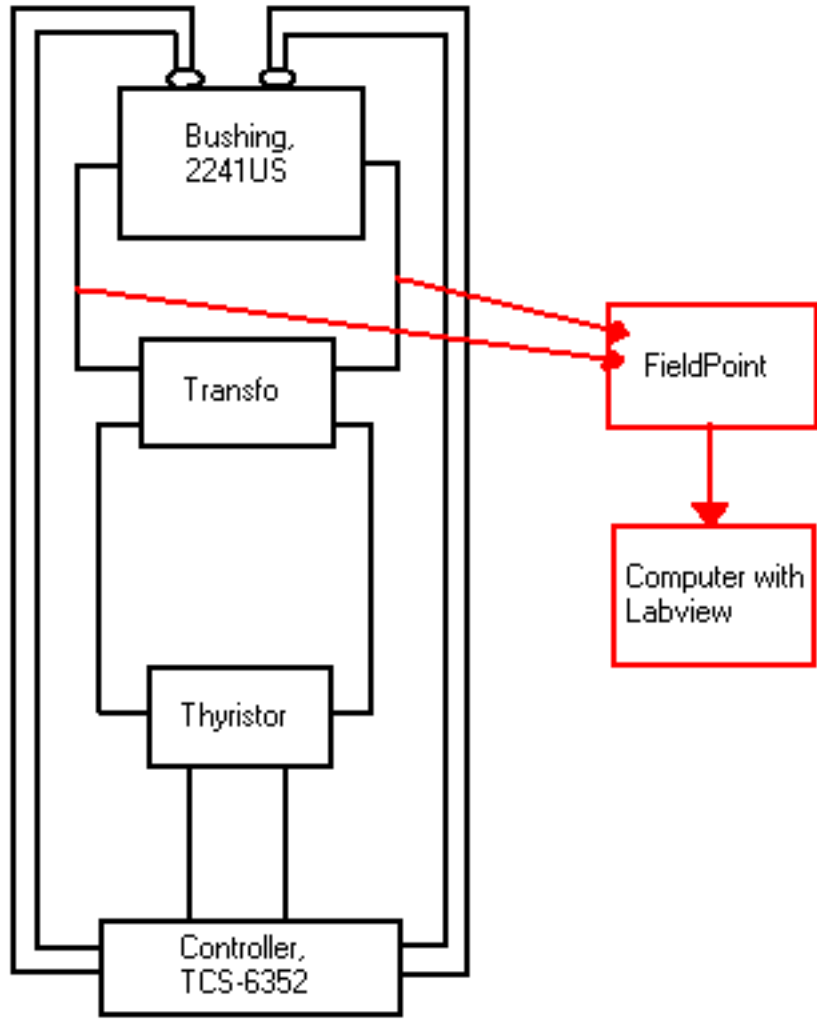 Bushing,
2241US
FieldPoint
Transfo
Computer with
Labview
Thyristor
Controller,
TCS-6352